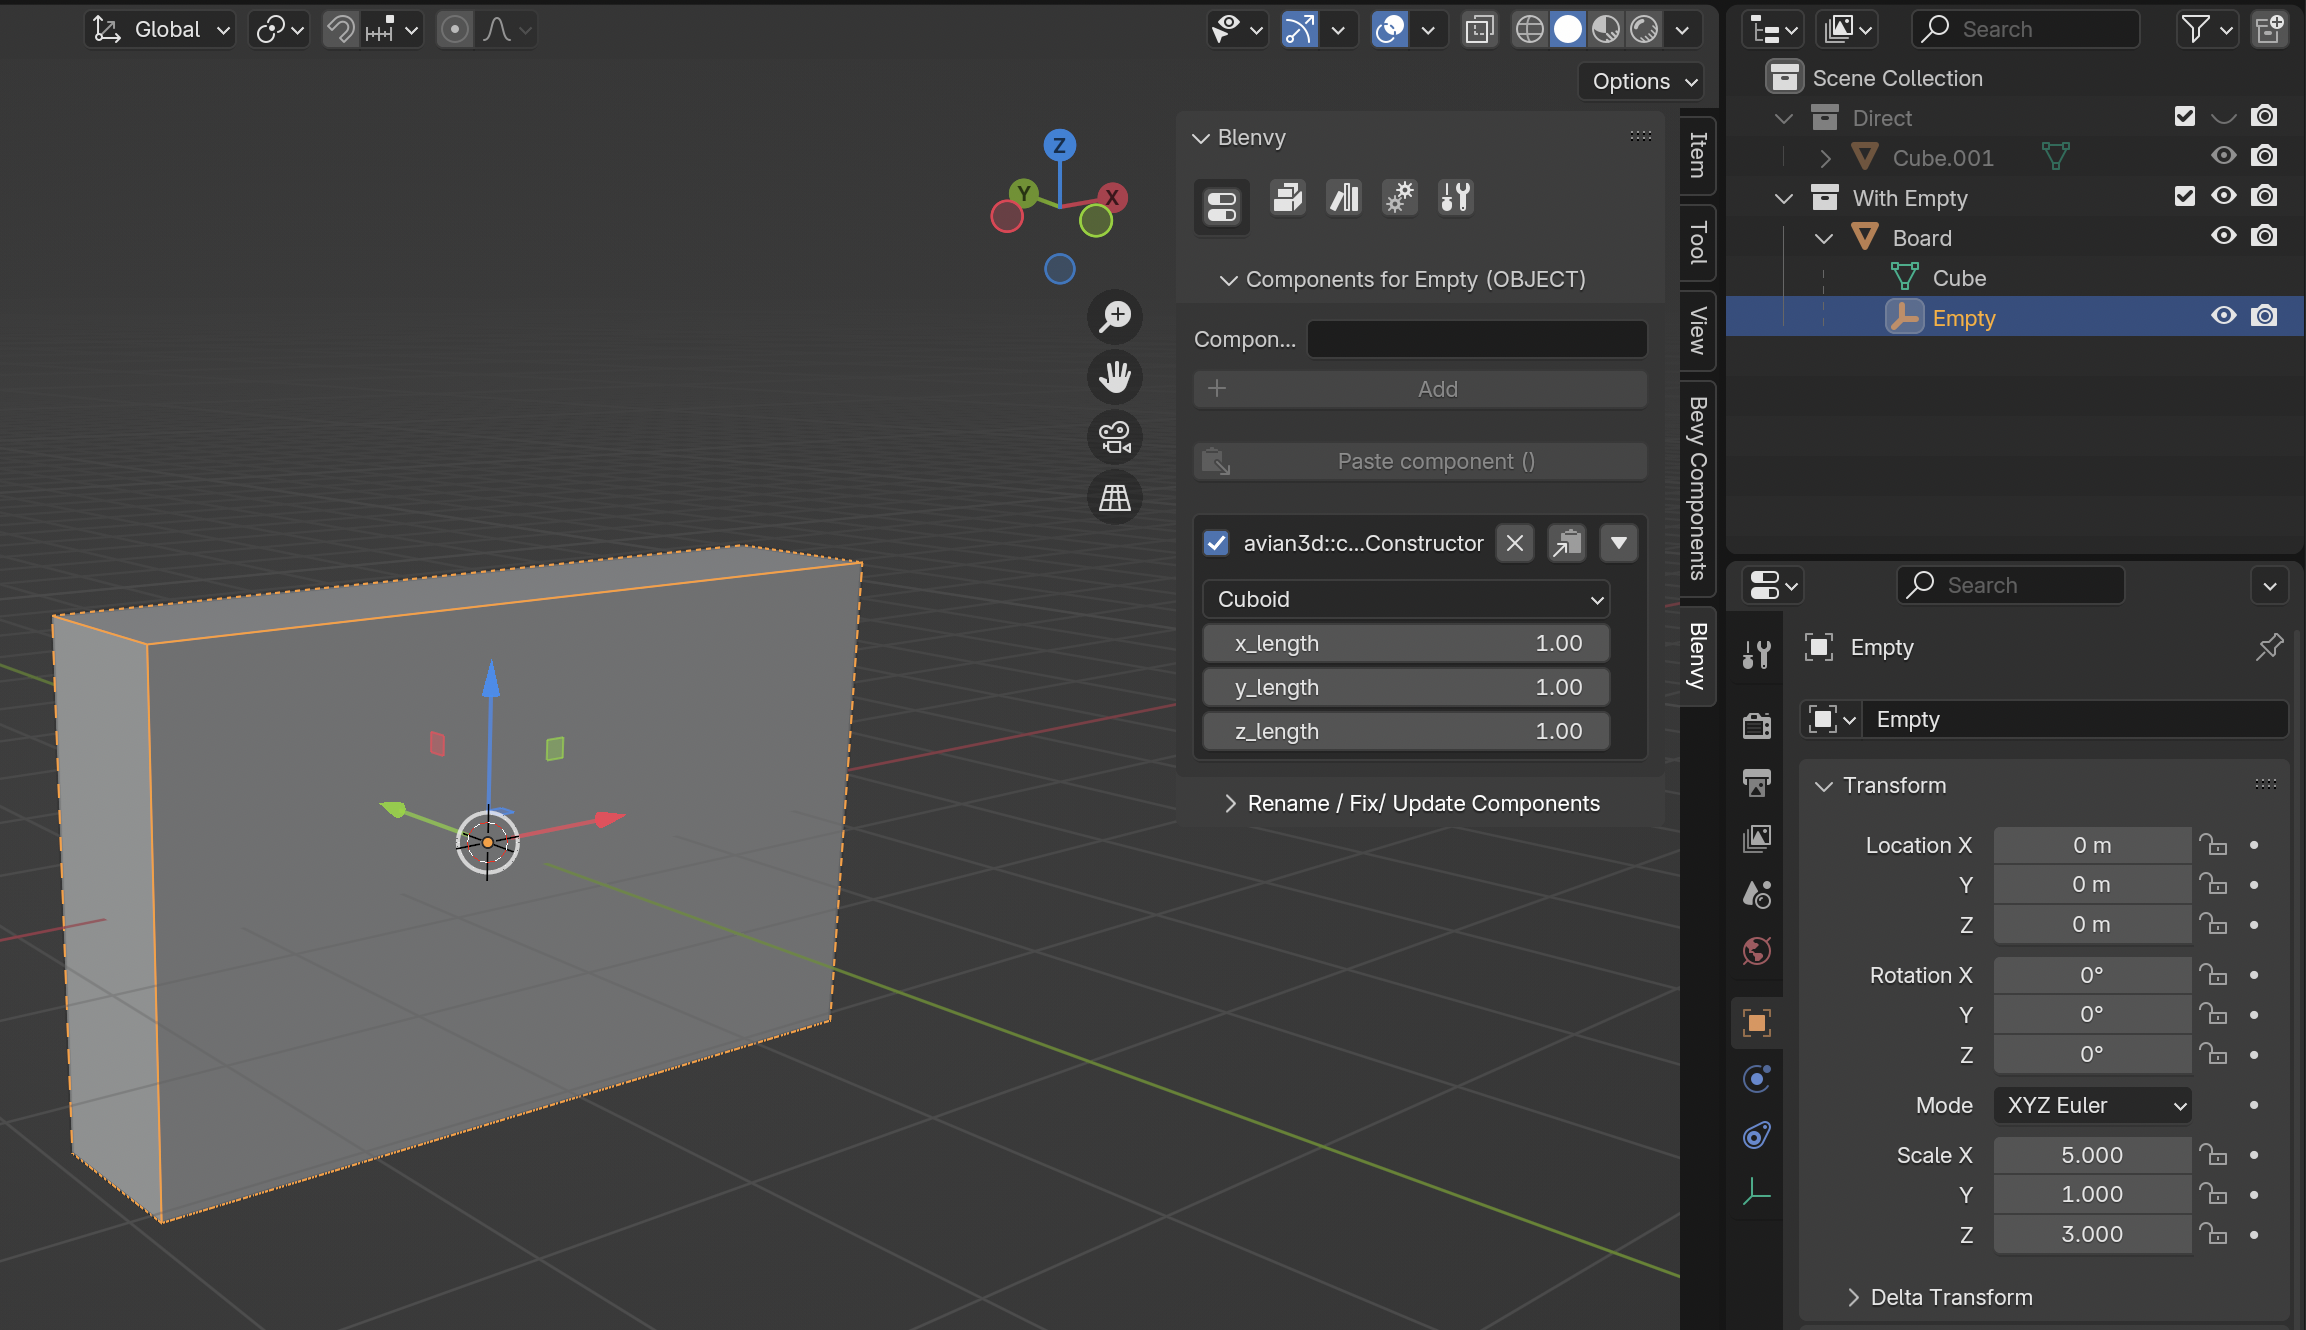 Global
Options
Z
Y
X
Blenvy
Components for Empty (OBJECT)
Compon...
Add
Paste component ()
avian3d::c...Constructor
Cuboid
x_length 1.00
y_length 1.00
z_length 1.00
Rename / Fix/ Update Components
Item
Tool
View
Bevy Components
Blenvy
Search
Scene Collection
Direct
Cube.001
With Empty
Board
Cube
Empty
Search
Empty
Empty
Transform
Location X 0 m
Y 0 m
Z 0 m
Rotation X 0°
Y 0°
Z 0°
Mode XYZ Euler
Scale X 5.000
Y 1.000
Z 3.000
Delta Transform